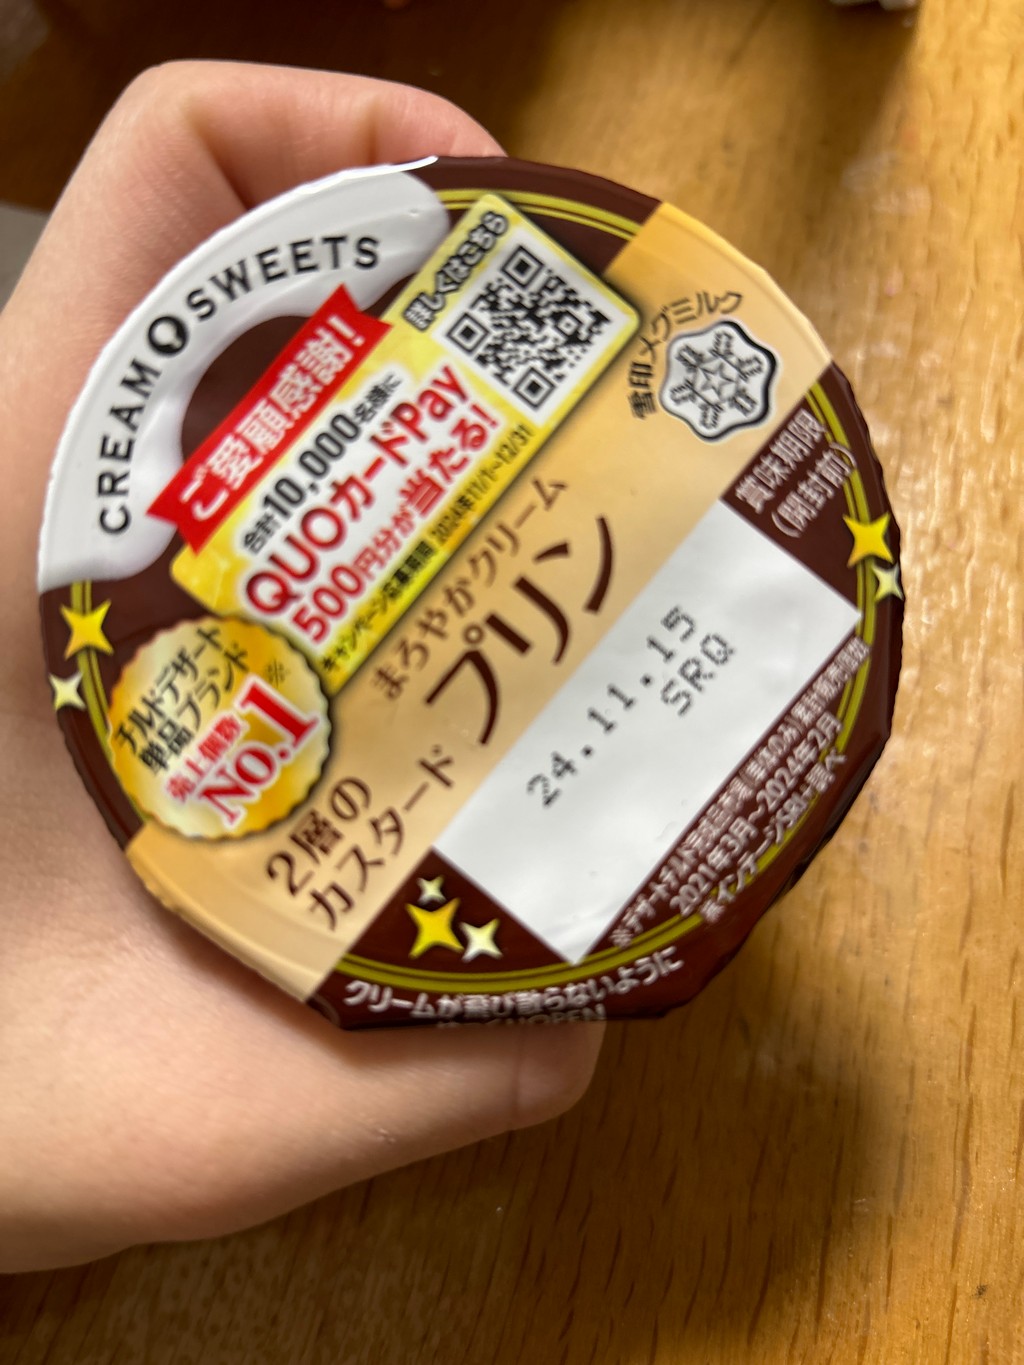 CREAM SWEETS
ご愛顧感謝!
詳しくはこちら
合計10,000名様に
QUOカードPay
500円分が当たる!
キャンペーン応募期間 2024年11/1~12/31
雪印メグミルク
チルドデザート
単品ブランド
売上個数※
No.1
まろやかクリーム
プリン
2層の
カスタード
賞味期限
(開封前)
24.11.15
SRQ
2021年3月~2024年2月
クリームが飛び散らないように